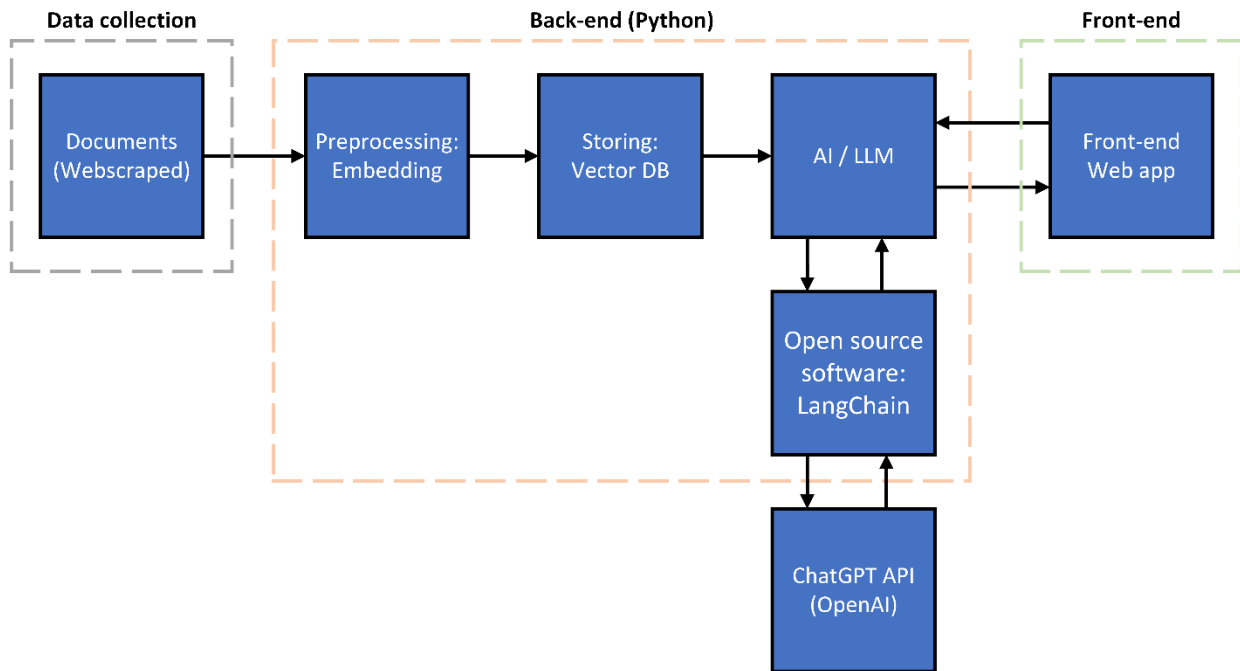 Data collection
Back-end (Python)
Front-end
Documents
(Webscraped)
Preprocessing:
Embedding
Storing:
Vector DB
AI / LLM
Front-end
Web app
Open source
software:
LangChain
ChatGPT API
(OpenAI)